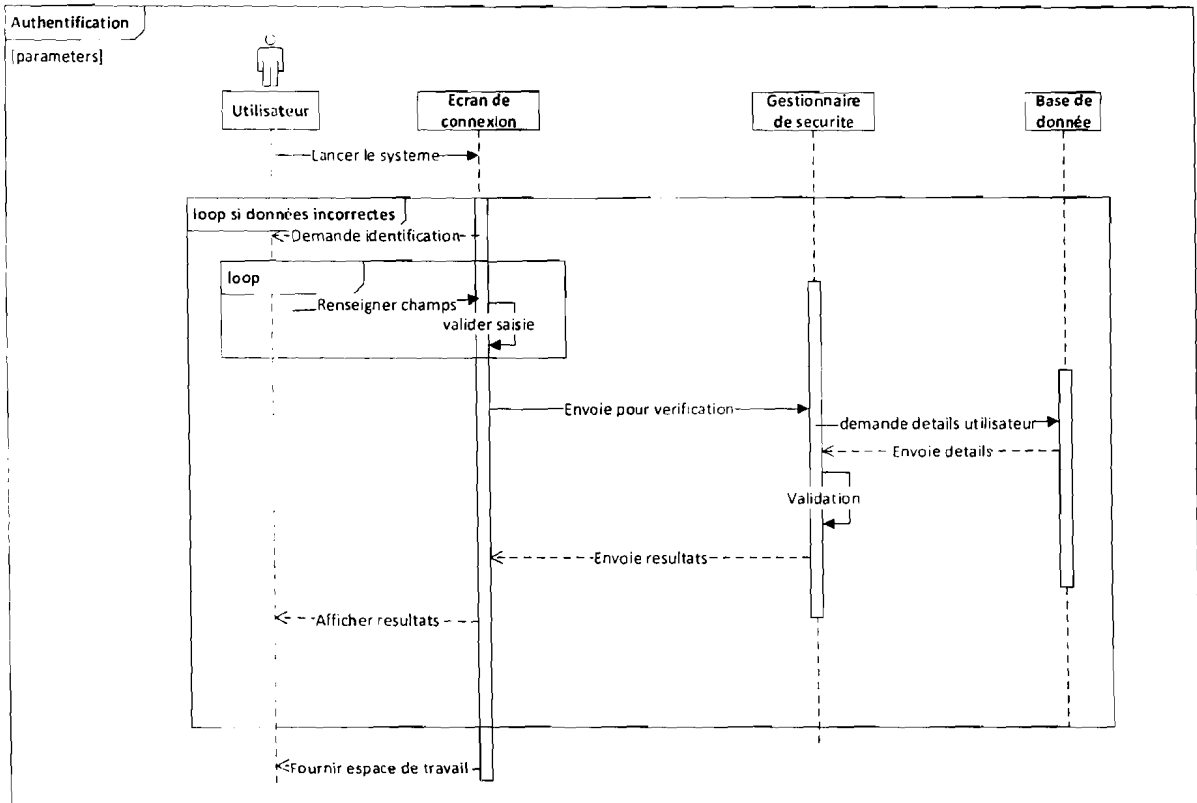 Authentification
[parameters]
Utilisateur
Ecran de
connexion
Gestionnaire
de securite
Base de
donnée
Lancer le systeme
loop si données incorrectes
Demande identification
loop
Renseigner champs
valider saisie
Envoie pour verification
demande details utilisateur
Envoie details
Validation
Envoie resultats
Afficher resultats
Fournir espace de travail